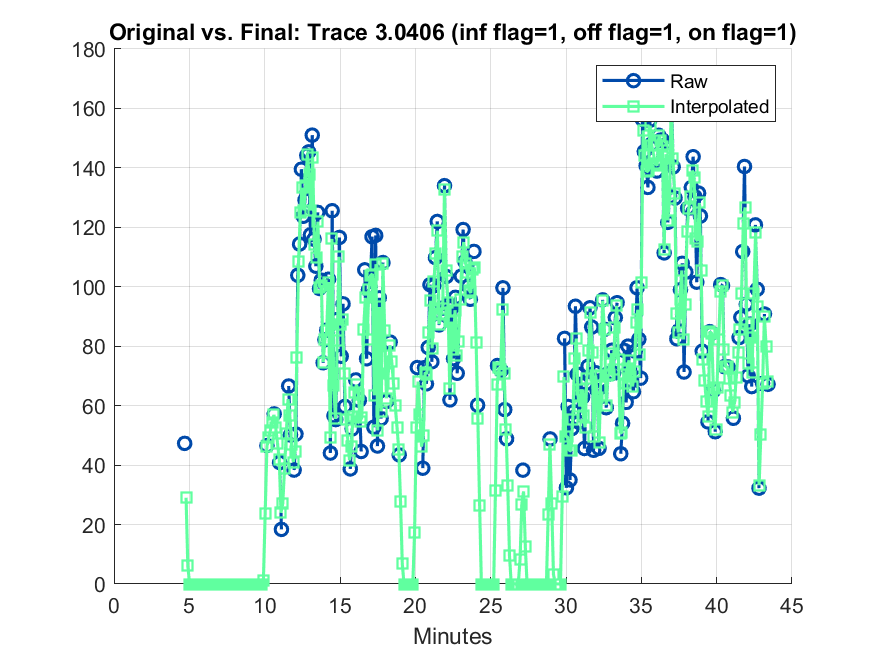 Original vs. Final: Trace 3.0406 (inf flag=1, off flag=1, on flag=1)
180
160
140
120
100
80
60
40
20
0
Raw
Interpolated
0 5 10 15 20 25 30 35 40 45
Minutes